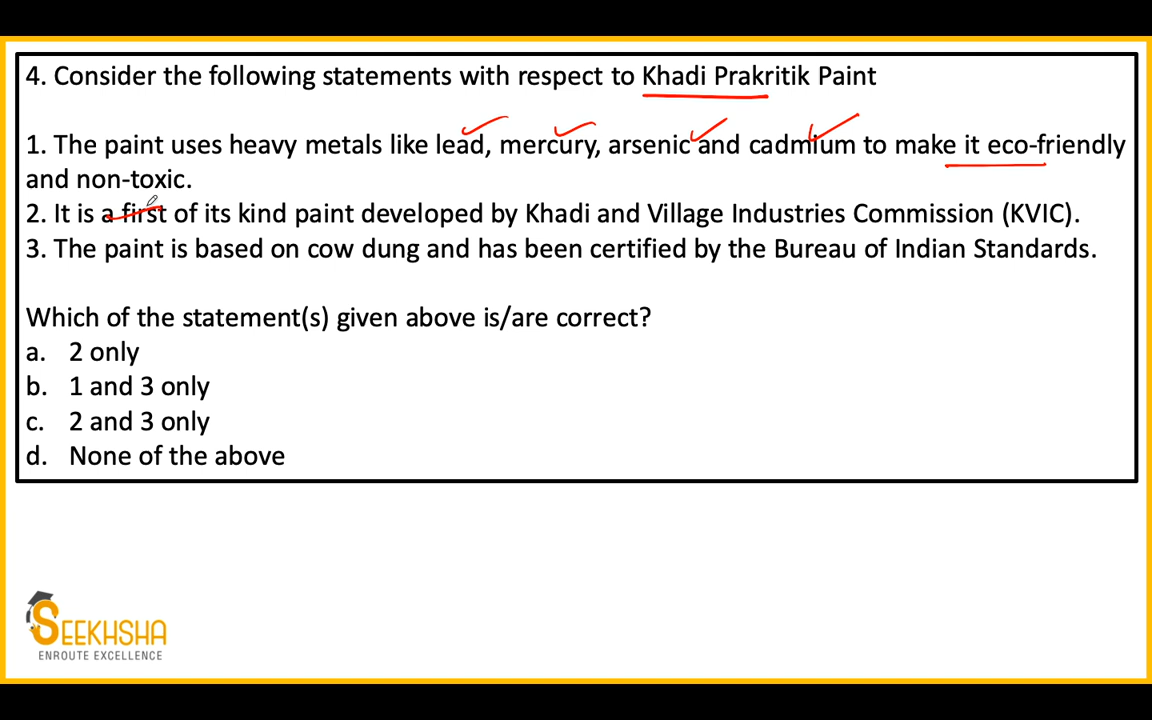 4. Consider the following statements with respect to Khadi Prakritik Paint
1. The paint uses heavy metals like lead, mercury, arsenic and cadmium to make it eco-friendly
and non-toxic.
2. It is a first of its kind paint developed by Khadi and Village Industries Commission (KVIC).
3. The paint is based on cow dung and has been certified by the Bureau of Indian Standards.
Which of the statement(s) given above is/are correct?
a. 2 only
b. 1 and 3 only
c. 2 and 3 only
d. None of the above
SEEKHSHA
ENROUTE EXCELLENCE